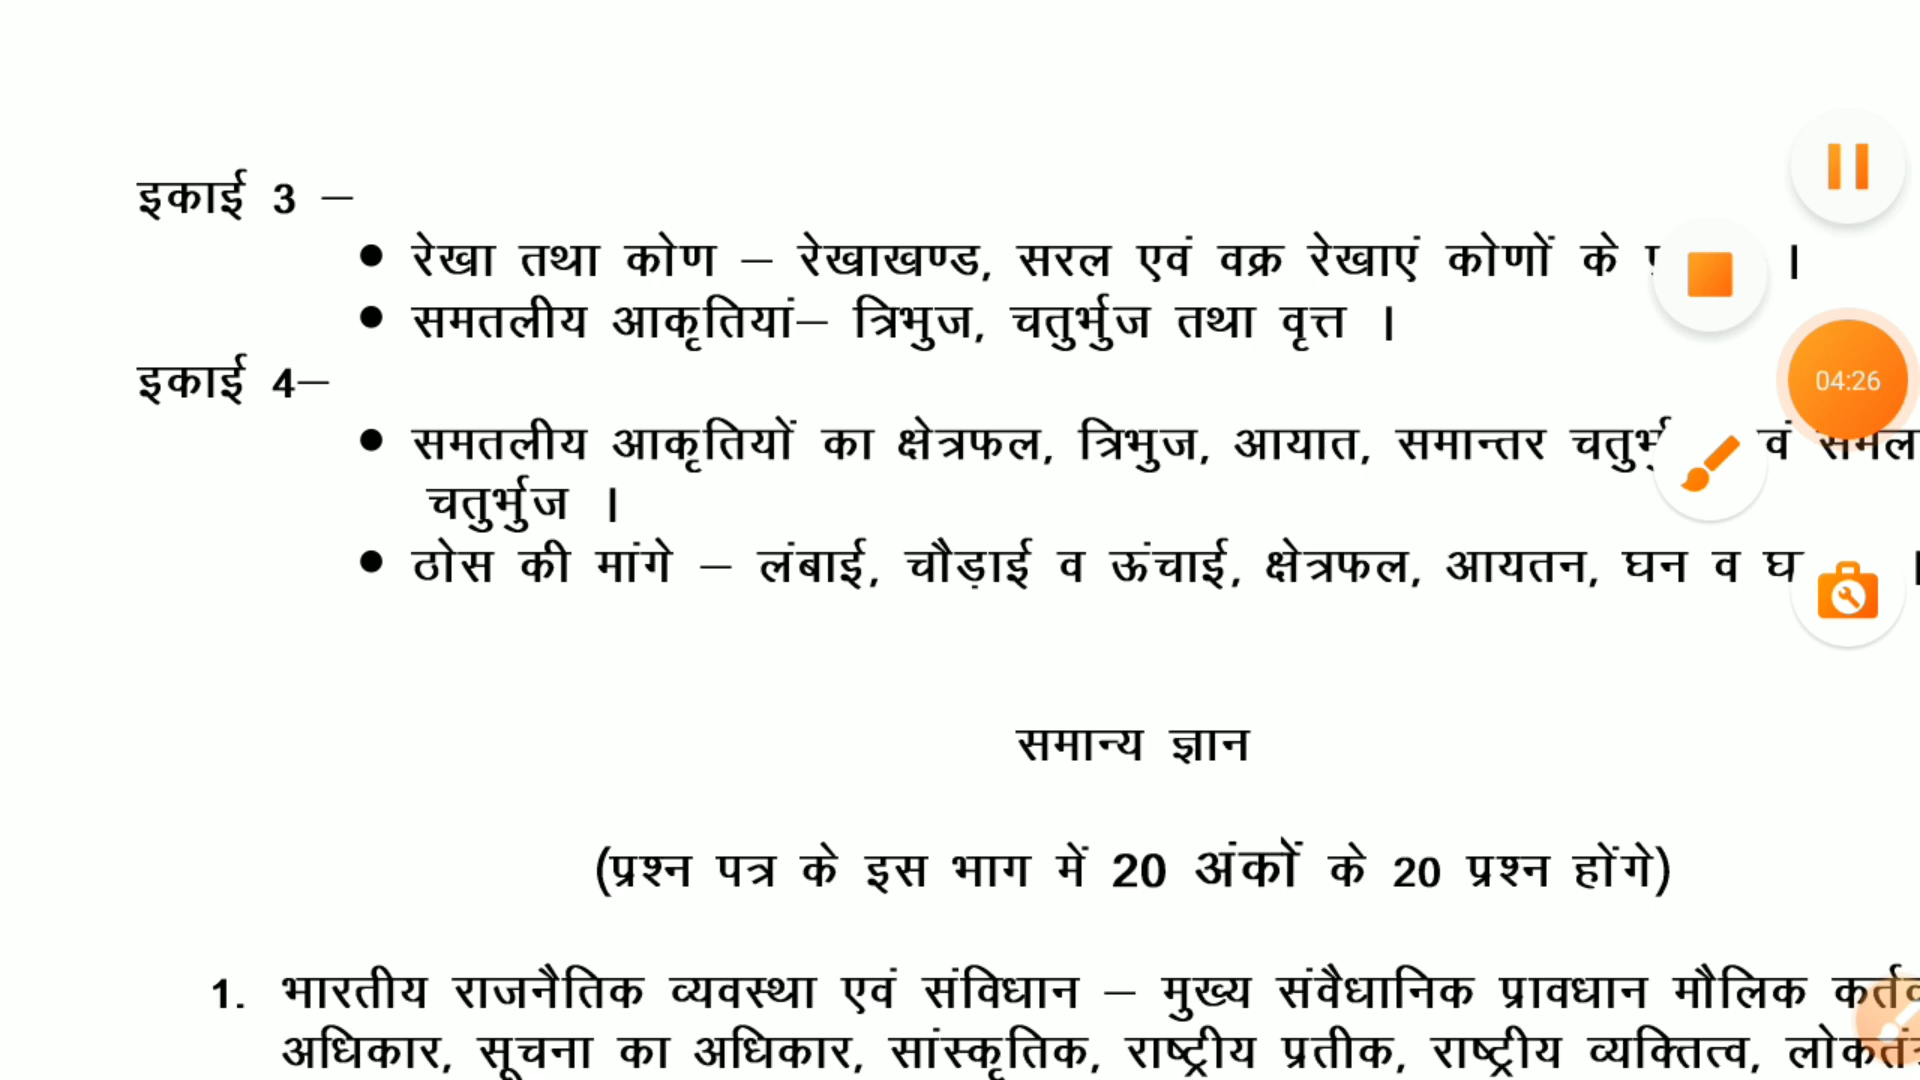 इकाई 3 –
• रेखा तथा कोण – रेखाखण्ड, सरल एवं वक्र रेखाएं कोणों के ।
• समतलीय आकृतियां– त्रिभुज, चतुर्भुज तथा वृत्त ।
इकाई 4–
04:26
• समतलीय आकृतियों का क्षेत्रफल, त्रिभुज, आयात, समान्तर
चतुर्भुज ।
• ठोस की मांगे – लंबाई, चौड़ाई व ऊंचाई, क्षेत्रफल, आयतन, घन व
समान्य ज्ञान
(प्रश्न पत्र के इस भाग में 20 अंकों के 20 प्रश्न होंगे)
1. भारतीय राजनैतिक व्यवस्था एवं संविधान – मुख्य संवैधानिक प्रावधान मौलिक
अधिकार, सूचना का अधिकार, सांस्कृतिक, राष्ट्रीय प्रतीक, राष्ट्रीय व्यक्तित्व,